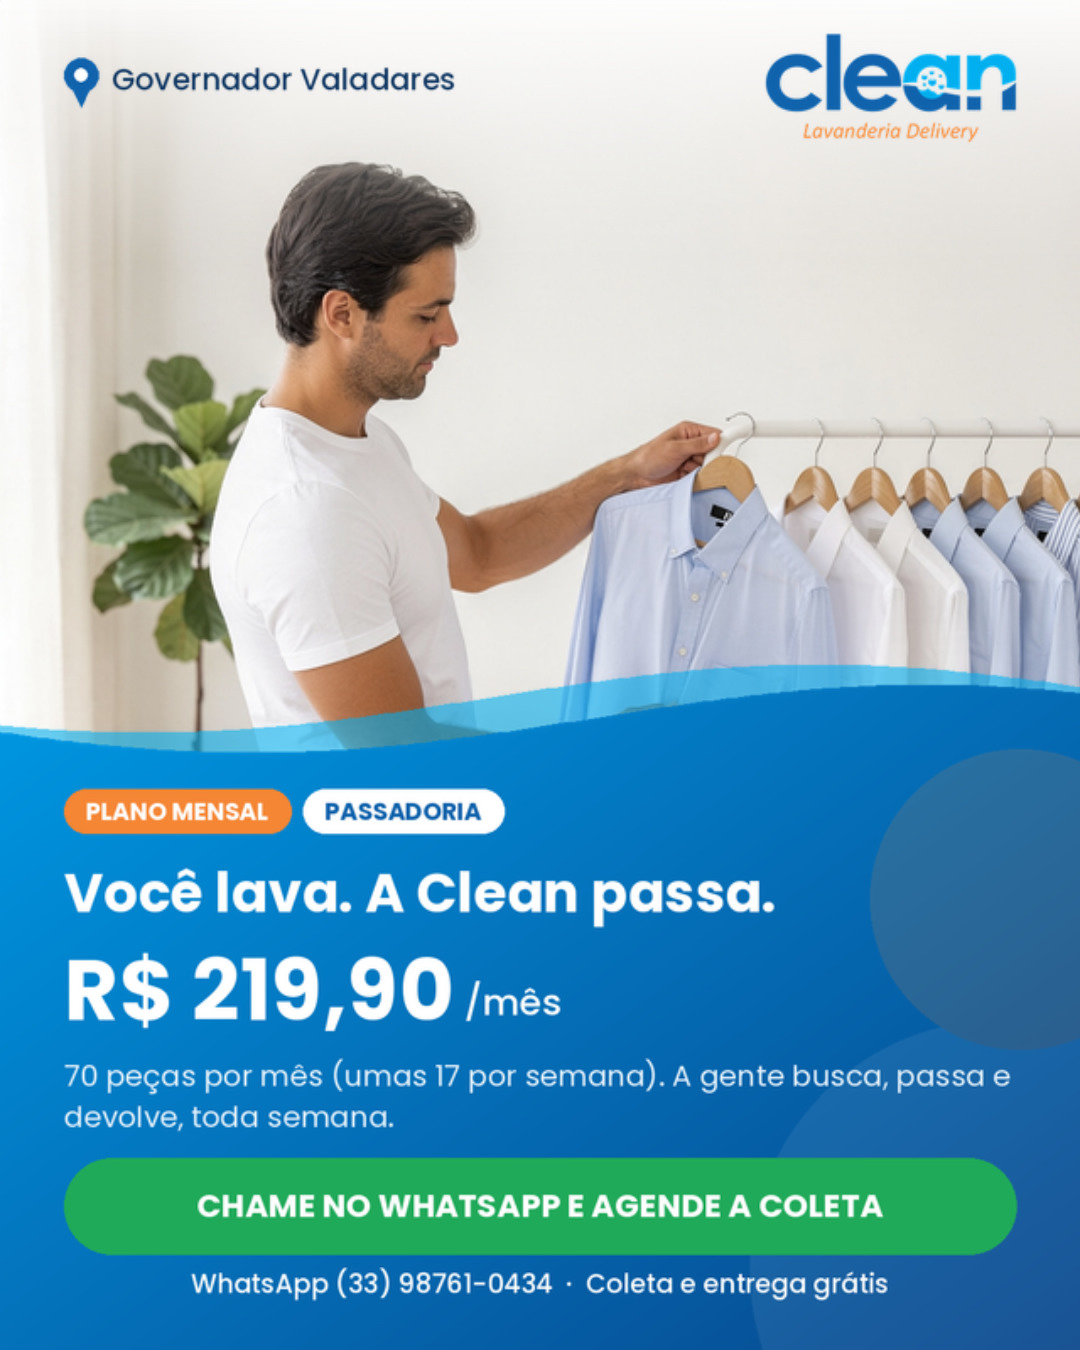 Governador Valadares
clean
Lavanderia Delivery
PLANO MENSAL
PASSADORIA
Você lava. A Clean passa.
R$ 219,90 /mês
70 peças por mês (umas 17 por semana). A gente busca, passa e
devolve, toda semana.
CHAME NO WHATSAPP E AGENDE A COLETA
WhatsApp (33) 98761-0434 · Coleta e entrega grátis